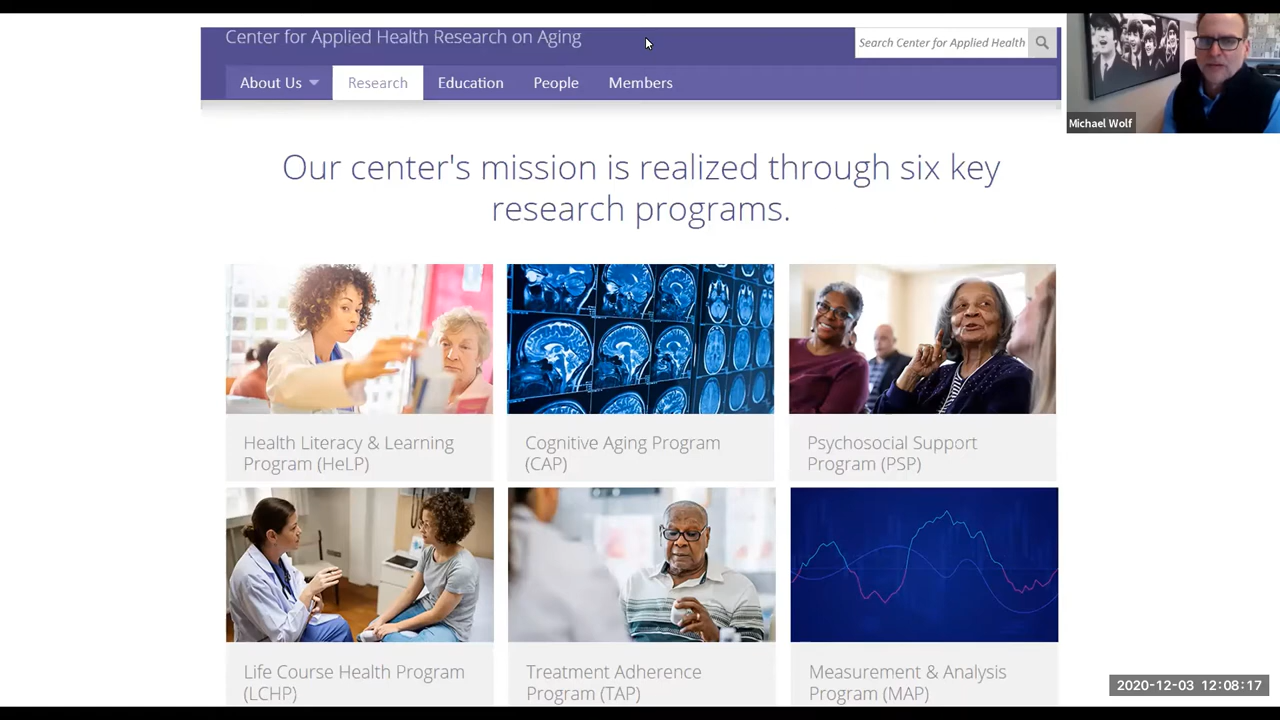 Center for Applied Health Research on Aging
Search Center for Applied Health
About Us
Research
Education
People
Members
Michael Wolf
Our center's mission is realized through six key
research programs.
Health Literacy & Learning
Program (HeLP)
Cognitive Aging Program
(CAP)
Psychosocial Support
Program (PSP)
Life Course Health Program
(LCHP)
Treatment Adherence
Program (TAP)
Measurement & Analysis
Program (MAP)
2020-12-03 12:08:17